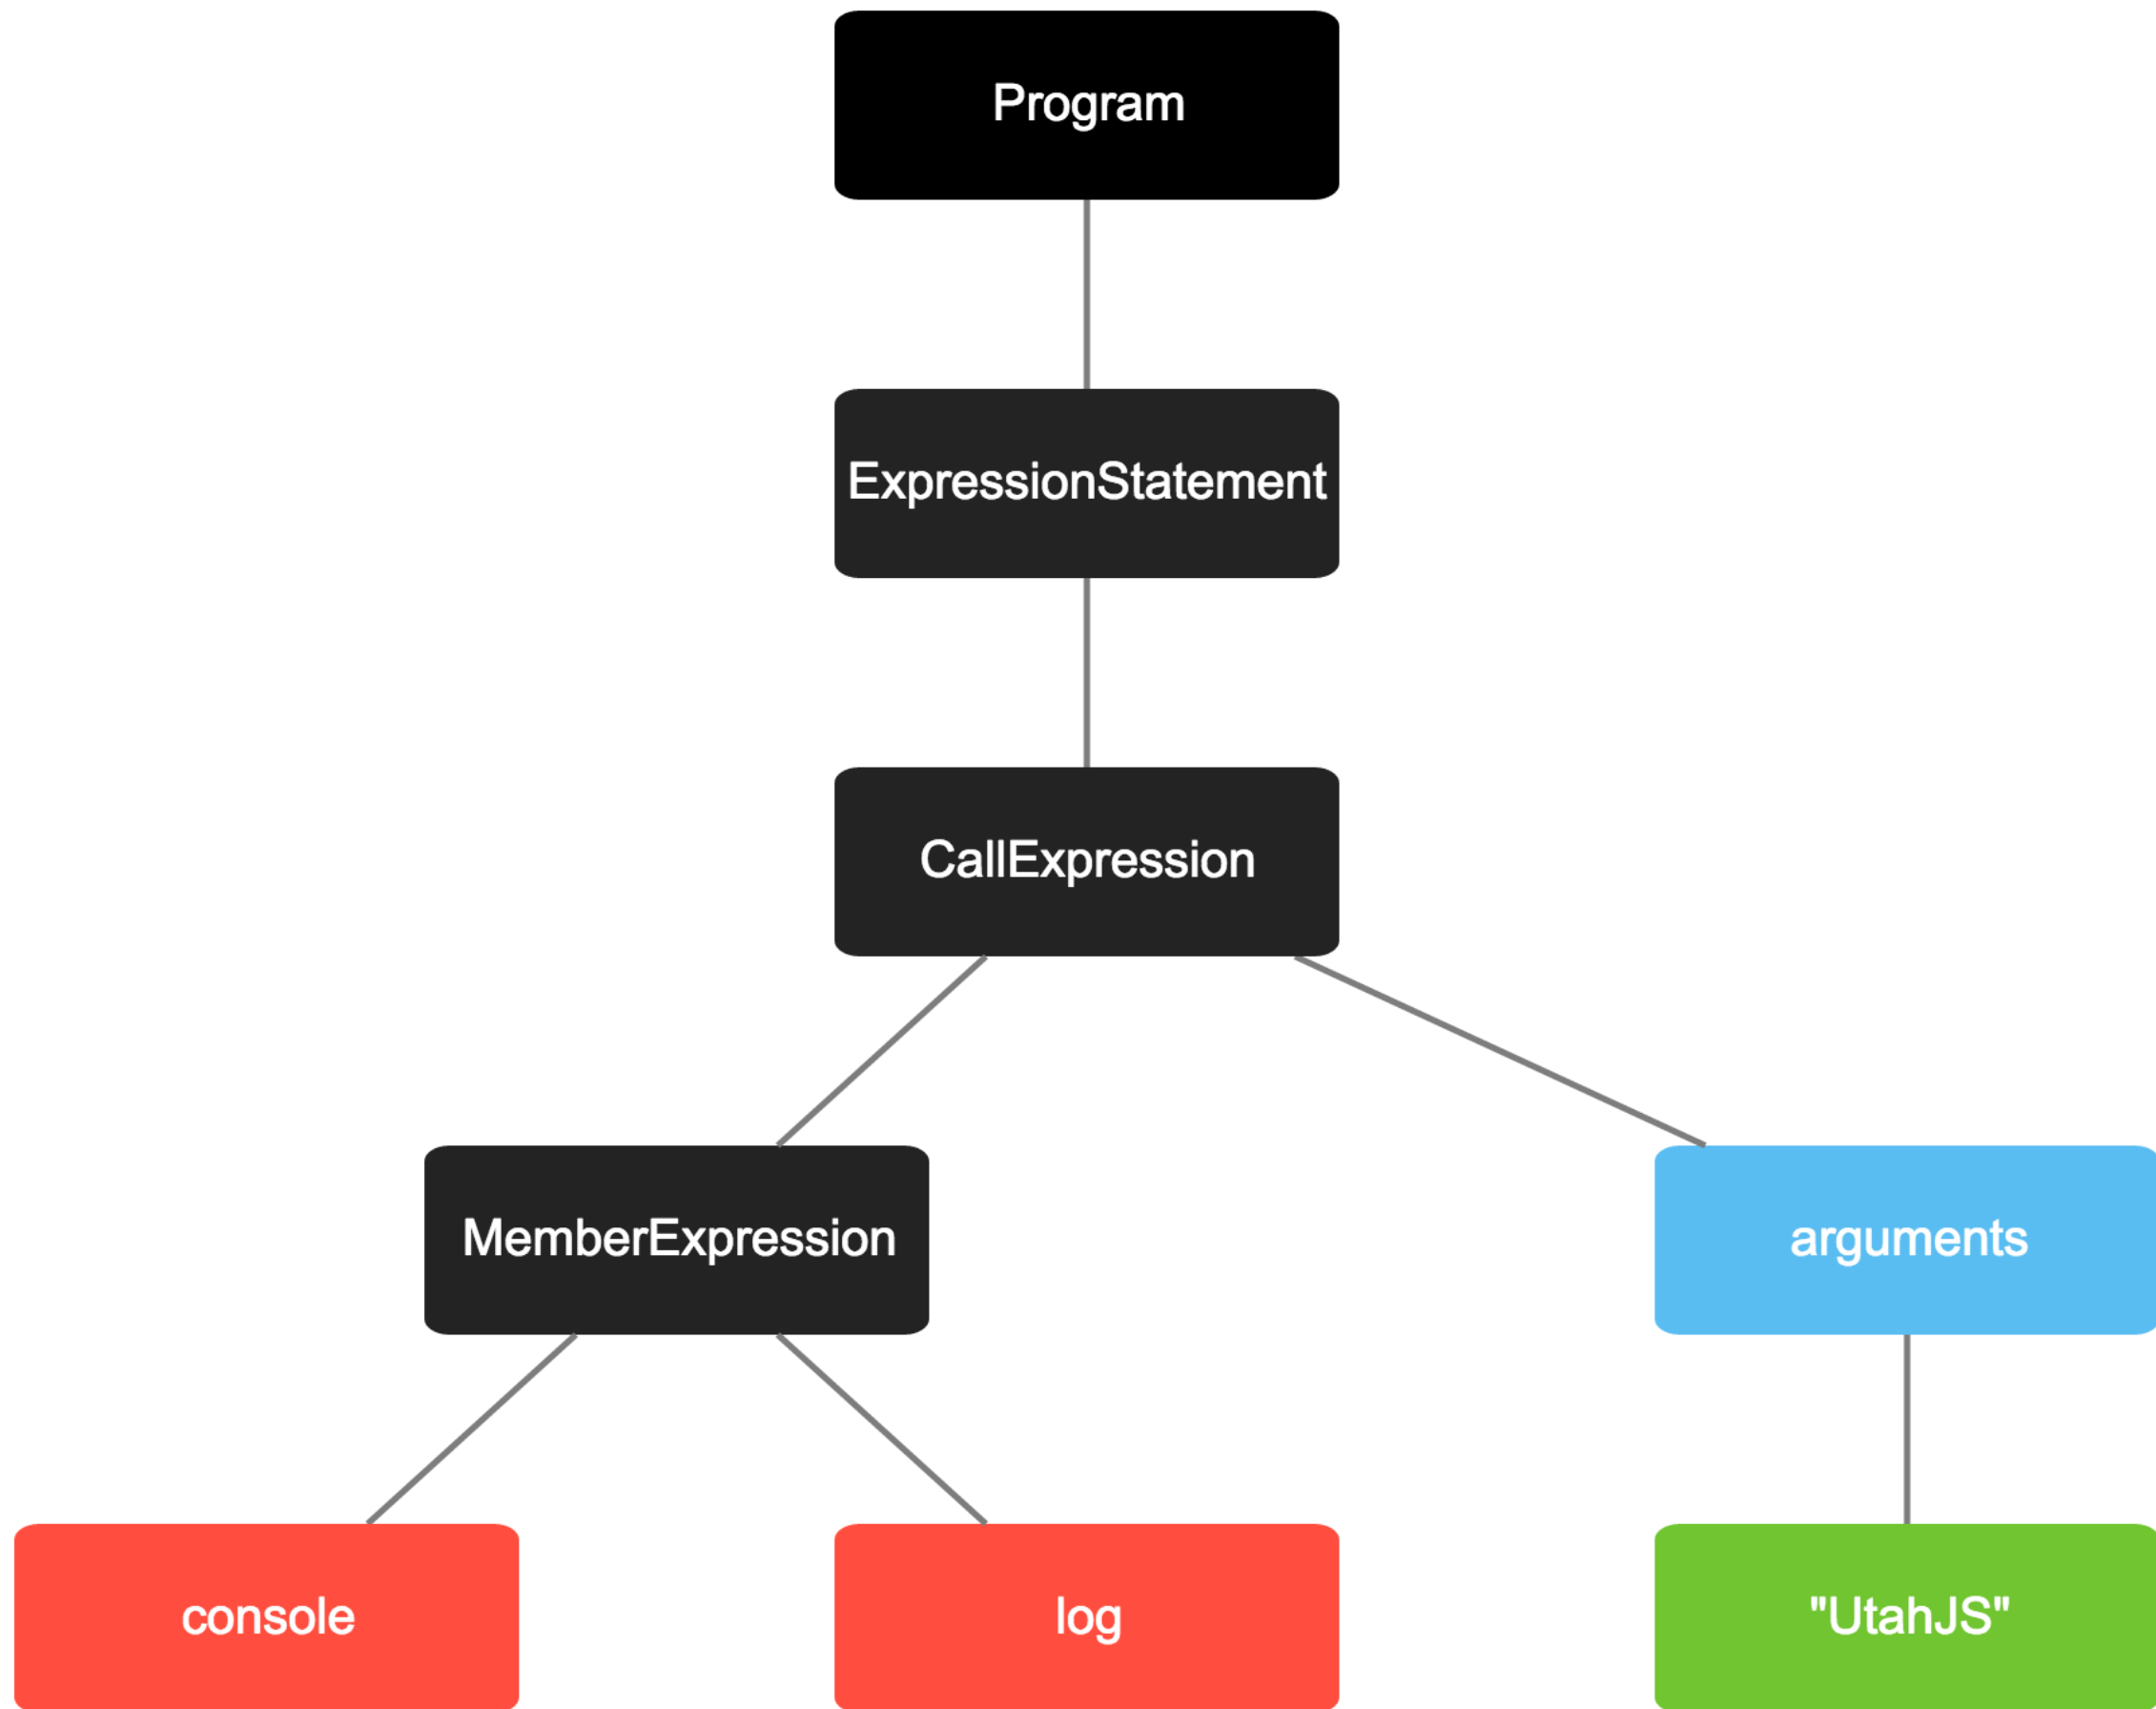 Program
ExpressionStatement
CallExpression
MemberExpression
arguments
console
log
"UtahJS"